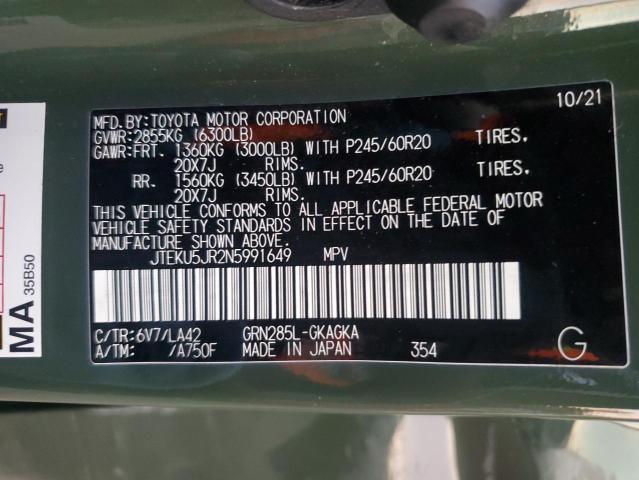 10/21
MFD.BY:TOYOTA MOTOR CORPORATION
GVWR:2855KG (6300LB)
GAWR:FRT. 1360KG (3000LB) WITH P245/60R20 TIRES.
20X7J RIMS.
RR. 1560KG (3450LB) WITH P245/60R20 TIRES.
20X7J RIMS.
THIS VEHICLE CONFORMS TO ALL APPLICABLE FEDERAL MOTOR
VEHICLE SAFETY STANDARDS IN EFFECT ON THE DATE OF
MANUFACTURE SHOWN ABOVE.
JTEKU5JR2N5991649 MPV
C/TR:6V7/LA42 GRN285L-GKAGKA
A/TM: /A750F MADE IN JAPAN 354 G
MA
35B50